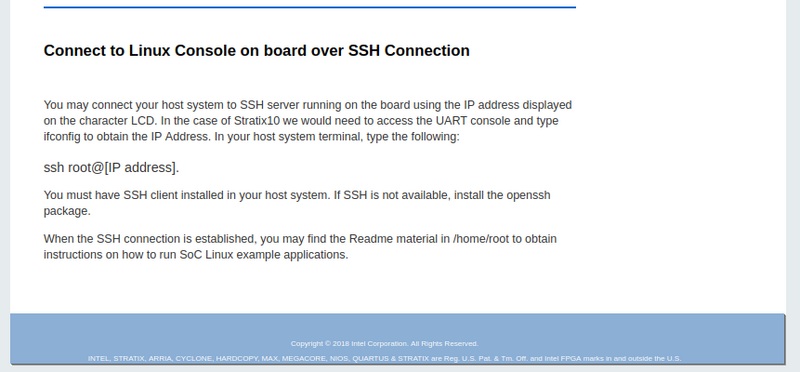 Connect to Linux Console on board over SSH Connection
You may connect your host system to SSH server running on the board using the IP address displayed
on the character LCD. In the case of Stratix10 we would need to access the UART console and type
ifconfig to obtain the IP Address. In your host system terminal, type the following:
ssh root@[IP address].
You must have SSH client installed in your host system. If SSH is not available, install the openssh
package.
When the SSH connection is established, you may find the Readme material in /home/root to obtain
instructions on how to run SoC Linux example applications.
Copyright © 2018 Intel Corporation. All Rights Reserved.
INTEL, STRATIX, ARRIA, CYCLONE, HARDCOPY, MAX, MEGACORE, NIOS, QUARTUS & STRATIX are Reg. U.S. Pat. & Tm. Off. and Intel FPGA marks in and outside the U.S.